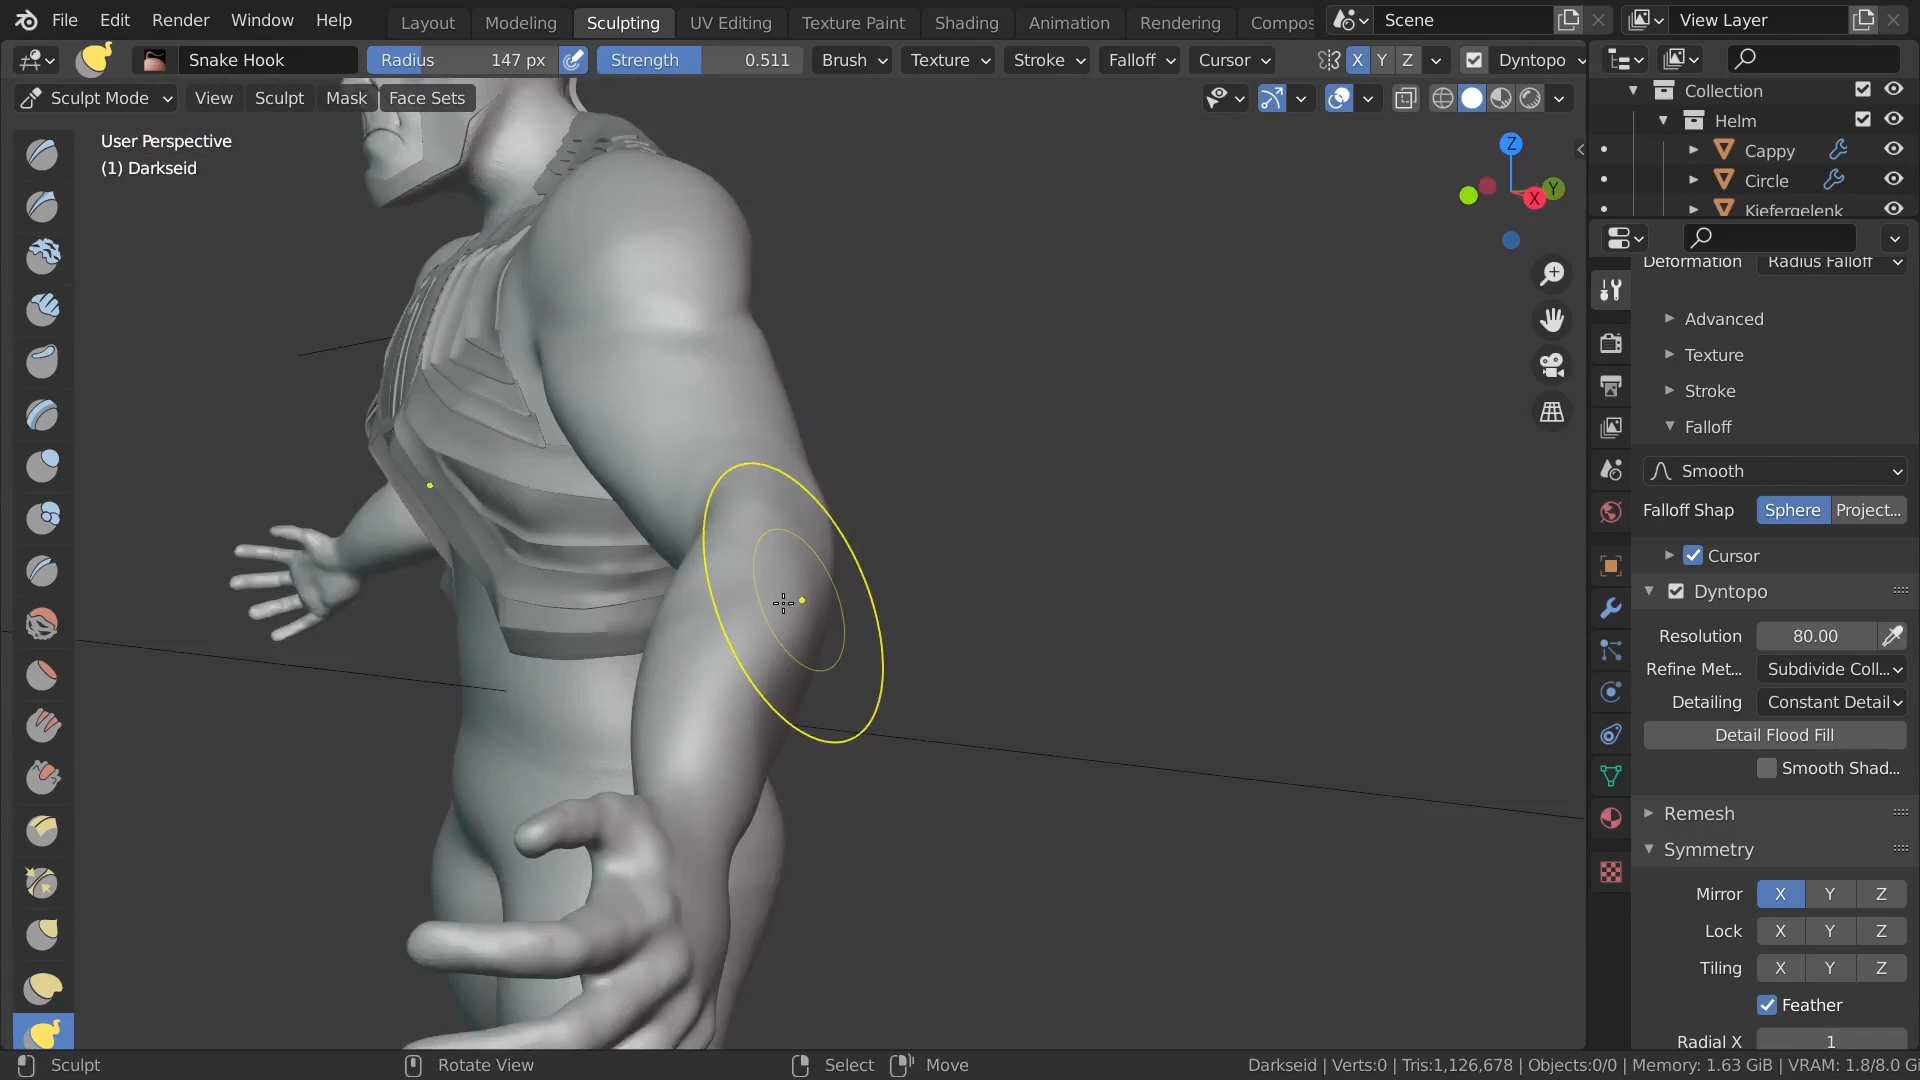 File Edit Render Window Help Layout Modeling Sculpting UV Editing Texture Paint Shading Animation Rendering Compos Scene View Layer
Snake Hook Radius 147 px Strength 0.511 Brush Texture Stroke Falloff Cursor X Y Z Dyntopo
Sculpt Mode View Sculpt Mask Face Sets
User Perspective
(1) Darkseid
Z
Y
X
Collection
Helm
Cappy
Circle
Kiefergelenk
Deformation Radius Falloff
Advanced
Texture
Stroke
Falloff
Smooth
Falloff Shap Sphere Project...
Cursor
Dyntopo
Resolution 80.00
Refine Met... Subdivide Coll...
Detailing Constant Detail
Detail Flood Fill
Smooth Shad...
Remesh
Symmetry
Mirror X Y Z
Lock X Y Z
Tiling X Y Z
Feather
Radial X 1
Sculpt Rotate View Select Move Darkseid | Verts:0 | Tris:1,126,678 | Objects:0/0 | Memory: 1.63 GiB | VRAM: 1.8/8.0 Gi